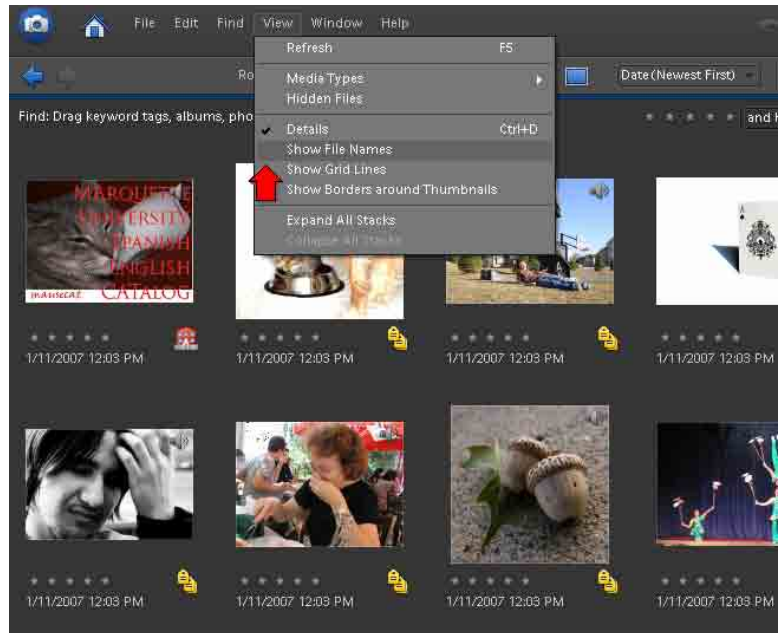 File Edit Find View Window Help
Refresh F5
Ro
Date (Newest First)
Media Types
Hidden Files
Find: Drag keyword tags, albums, pho
and h
✔ Details Ctrl+D
Show File Names
Show Grid Lines
Show Borders around Thumbnails
Expand All Stacks
Collapse All Stacks
MARQUETTE
UNIVERSITY
SPANISH
ENGLISH
mausecat CATALOG
A
1/11/2007 12:03 PM 1/11/2007 12:03 PM 1/11/2007 12:03 PM 1/11/2007 12:03 PM
1/11/2007 12:03 PM 1/11/2007 12:03 PM 1/11/2007 12:03 PM 1/11/2007 12:03 PM